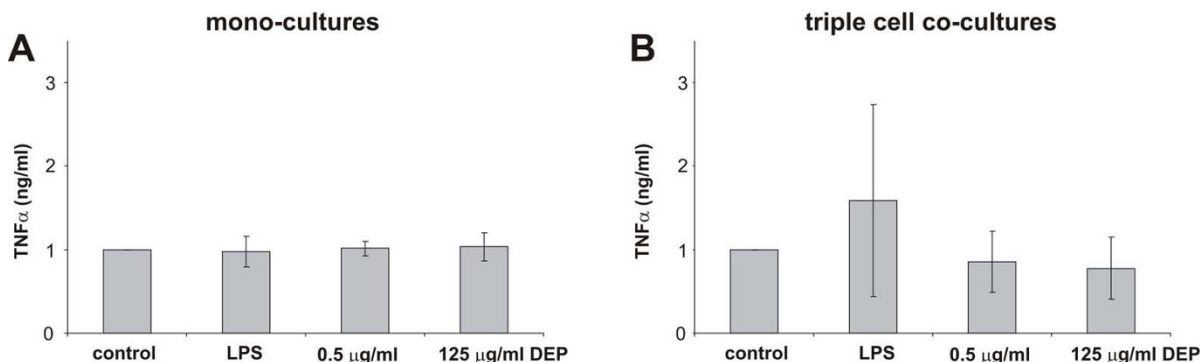 mono-cultures
A
TNFα (ng/ml)
3
2
1
0
control LPS 0.5 μg/ml 125 μg/ml DEP
triple cell co-cultures
B
TNFα (ng/ml)
3
2
1
0
control LPS 0.5 μg/ml 125 μg/ml DEP